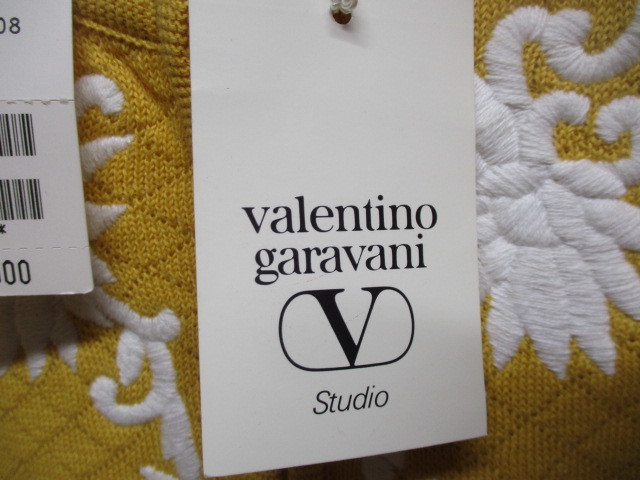 08
*
00
valentino
garavani
V
Studio